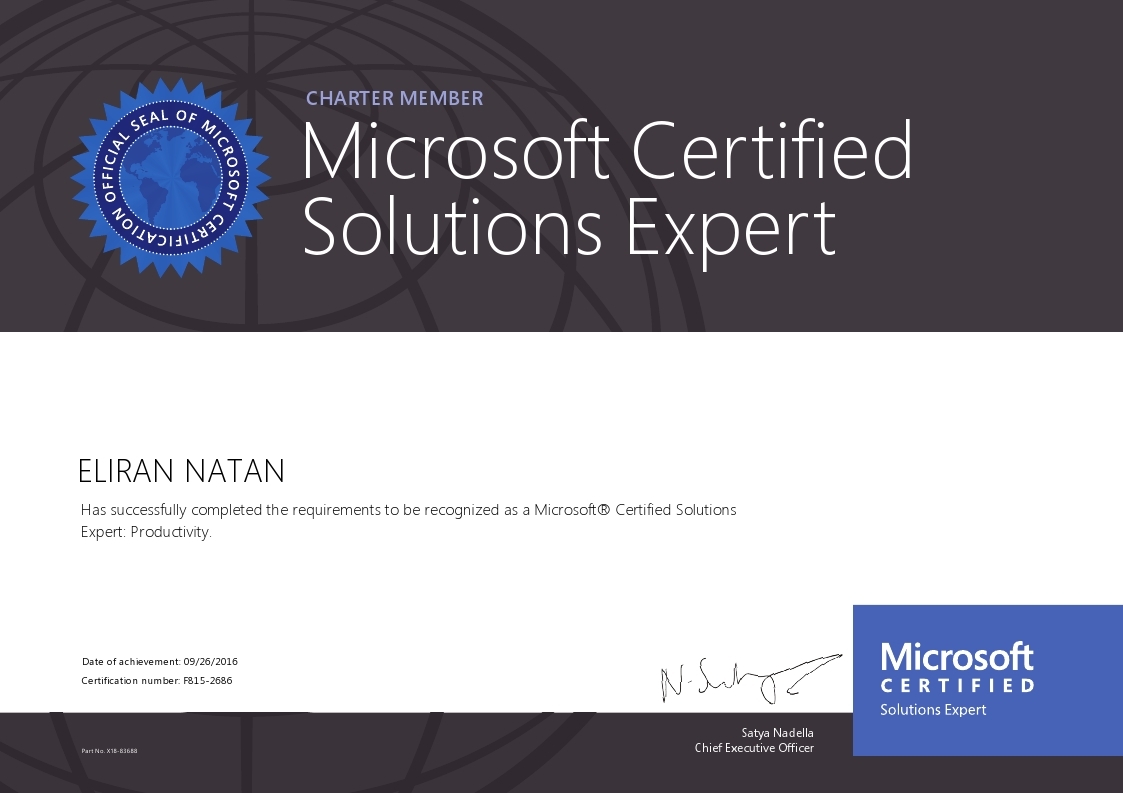 CHARTER MEMBER
Microsoft Certified
Solutions Expert
OFFICIAL SEAL OF MICROSOFT CERTIFICATION
ELIRAN NATAN
Has successfully completed the requirements to be recognized as a Microsoft® Certified Solutions
Expert: Productivity.
Date of achievement: 09/26/2016
Certification number: F815-2686
Part No. X18-83688
Satya Nadella
Chief Executive Officer
Microsoft
CERTIFIED
Solutions Expert